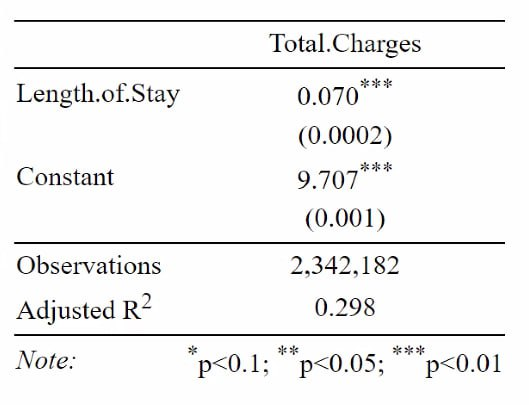 Total.Charges
Length.of.Stay 0.070***
(0.0002)
Constant 9.707***
(0.001)
Observations 2,342,182
Adjusted R2 0.298
Note: *p<0.1; **p<0.05; ***p<0.01